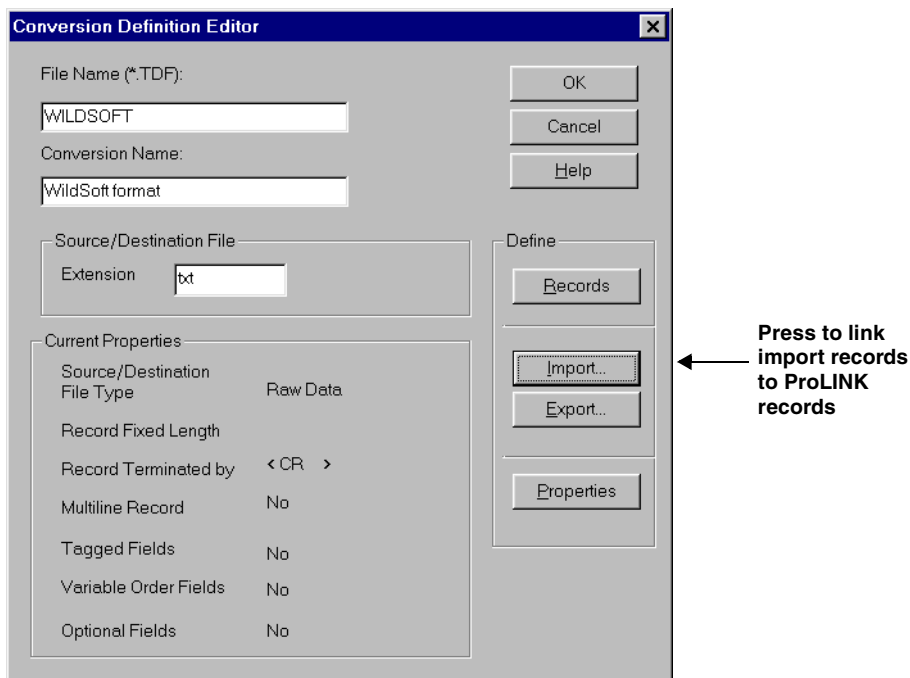 Conversion Definition Editor
File Name (*.TDF):
WILDSOFT
Conversion Name:
WildSoft format
OK
Cancel
Help
Source/Destination File
Extension
txt
Define
Records
Import...
Export...
Properties
Press to link
import records
to ProLINK
records
Current Properties
Source/Destination
File Type
Raw Data
Record Fixed Length
Record Terminated by
< CR >
Multiline Record
No
Tagged Fields
No
Variable Order Fields
No
Optional Fields
No